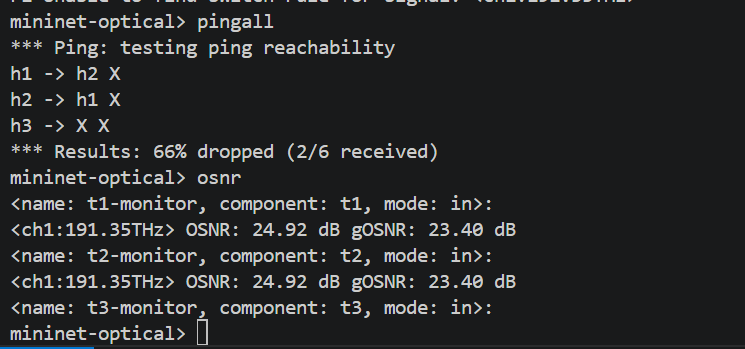 mininet-optical> pingall
*** Ping: testing ping reachability
h1 -> h2 X
h2 -> h1 X
h3 -> X X
*** Results: 66% dropped (2/6 received)
mininet-optical> osnr
<name: t1-monitor, component: t1, mode: in>:
<ch1:191.35THz> OSNR: 24.92 dB gOSNR: 23.40 dB
<name: t2-monitor, component: t2, mode: in>:
<ch1:191.35THz> OSNR: 24.92 dB gOSNR: 23.40 dB
<name: t3-monitor, component: t3, mode: in>:
mininet-optical>